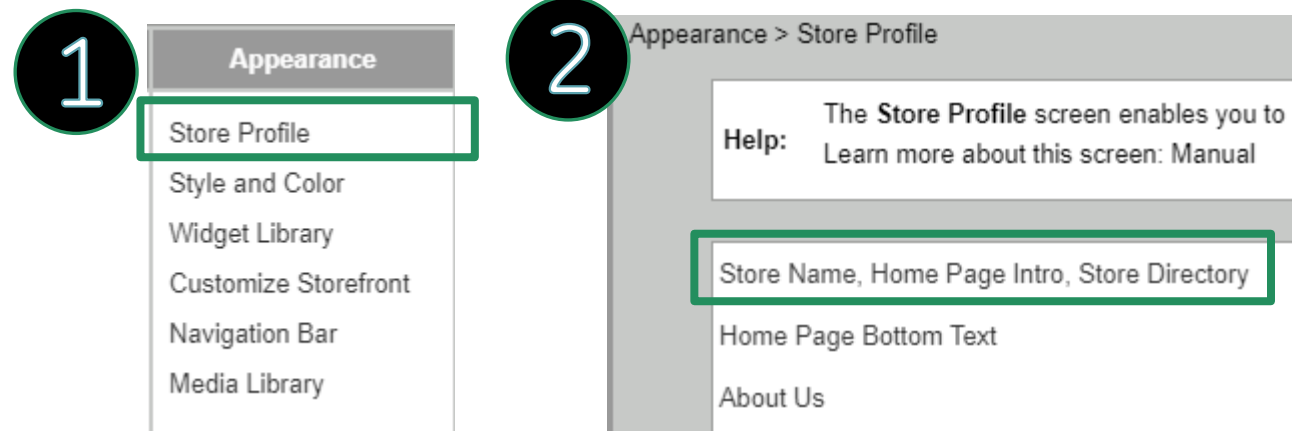 1
Appearance
Store Profile
Style and Color
Widget Library
Customize Storefront
Navigation Bar
Media Library
2
Appearance > Store Profile
Help:
The Store Profile screen enables you to
Learn more about this screen: Manual
Store Name, Home Page Intro, Store Directory
Home Page Bottom Text
About Us